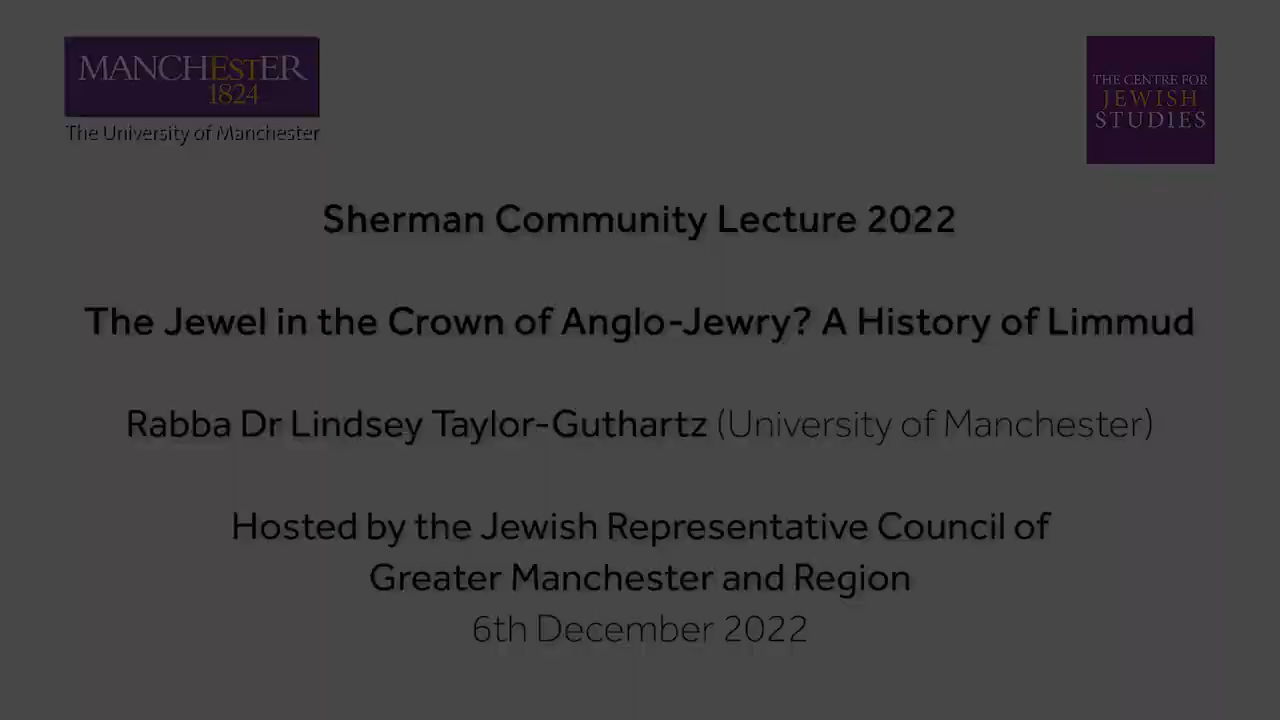 MANCHESTER
1824
The University of Manchester
THE CENTRE FOR
JEWISH
STUDIES
Sherman Community Lecture 2022
The Jewel in the Crown of Anglo-Jewry? A History of Limmud
Rabba Dr Lindsey Taylor-Guthartz (University of Manchester)
Hosted by the Jewish Representative Council of
Greater Manchester and Region
6th December 2022